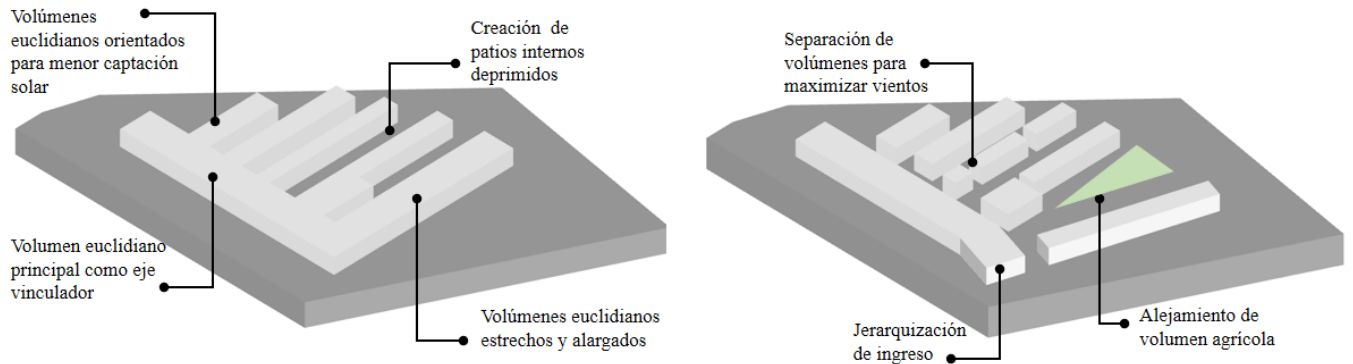 Volúmenes
euclidianos orientados
para menor captación
solar
Creación de
patios internos
deprimidos
Volumen euclidiano
principal como eje
vinculador
Volúmenes euclidianos
estrechos y alargados
Separación de
volúmenes para
maximizar vientos
Jerarquización
de ingreso
Alejamiento de
volumen agrícola